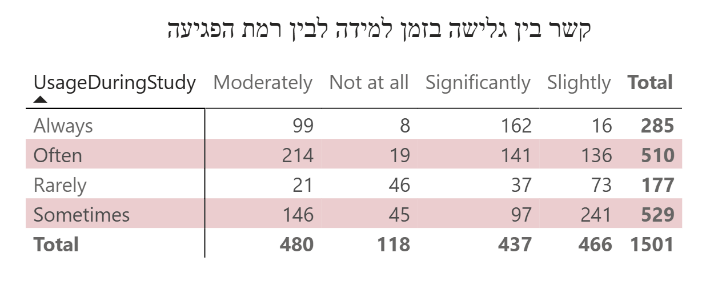 קשר בין גלישה בזמן למידה לבין רמת הפגיעה
UsageDuringStudy Moderately Not at all Significantly Slightly Total
Always 99 8 162 16 285
Often 214 19 141 136 510
Rarely 21 46 37 73 177
Sometimes 146 45 97 241 529
Total 480 118 437 466 1501